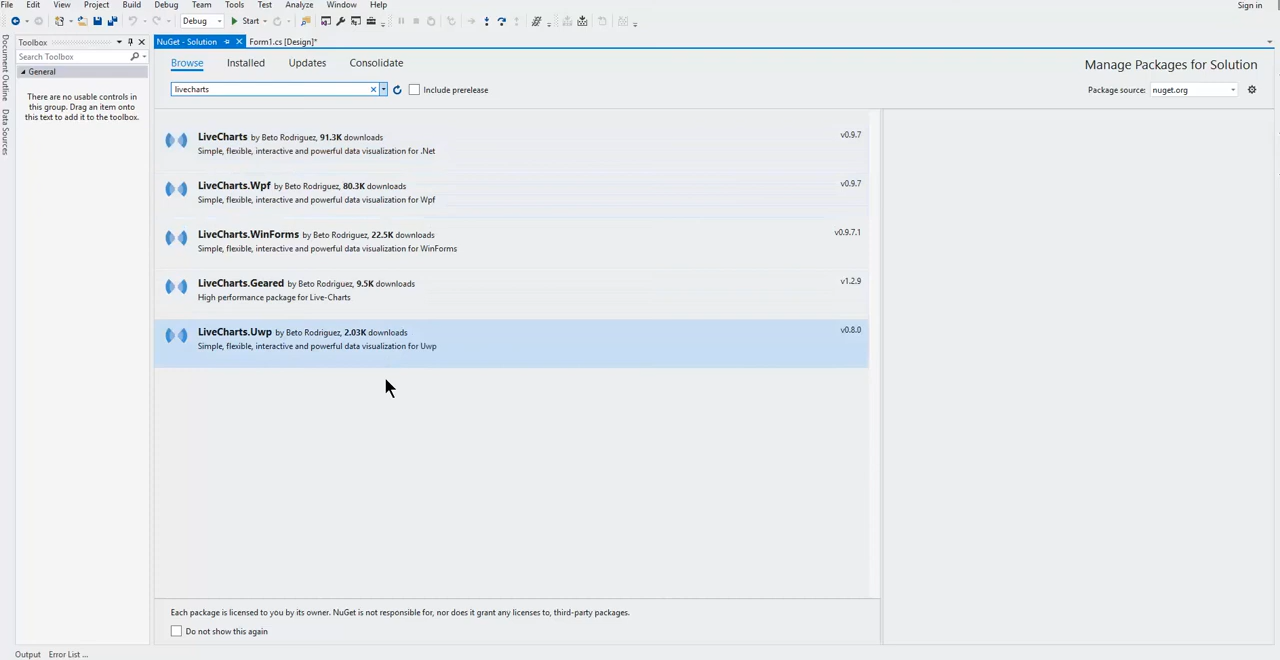 File Edit View Project Build Debug Team Tools Test Analyze Window Help Sign in
Debug Start
Toolbox
NuGet - Solution Form1.cs [Design]*
Search Toolbox
General
There are no usable controls in
this group. Drag an item onto
this text to add it to the toolbox.
Document Outline
Data Sources
Browse Installed Updates Consolidate
Manage Packages for Solution
livecharts Include prerelease
Package source: nuget.org
LiveCharts by Beto Rodriguez, 91.3K downloads v0.9.7
Simple, flexible, interactive and powerful data visualization for .Net
LiveCharts.Wpf by Beto Rodriguez, 80.3K downloads v0.9.7
Simple, flexible, interactive and powerful data visualization for Wpf
LiveCharts.WinForms by Beto Rodriguez, 22.5K downloads v0.9.7.1
Simple, flexible, interactive and powerful data visualization for WinForms
LiveCharts.Geared by Beto Rodriguez, 9.5K downloads v1.2.9
High performance package for Live-Charts
LiveCharts.Uwp by Beto Rodriguez, 2.03K downloads v0.8.0
Simple, flexible, interactive and powerful data visualization for Uwp
Each package is licensed to you by its owner. NuGet is not responsible for, nor does it grant any licenses to, third-party packages.
Do not show this again
Output Error List ...